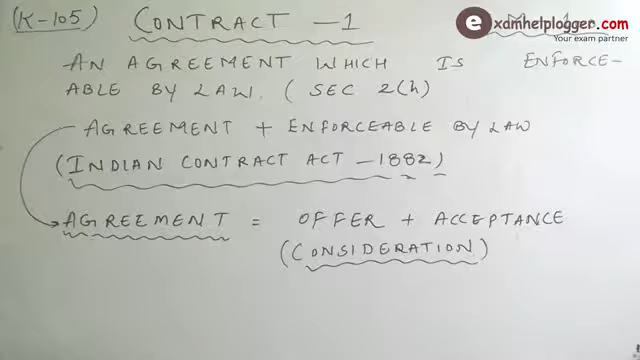 (K-105) CONTRACT - 1
examhelplogger.com
Your exam partner
AN AGREEMENT WHICH IS ENFORCE-
ABLE BY LAW. (SEC 2(h)
AGREEMENT + ENFORCEABLE BY LAW
(INDIAN CONTRACT ACT - 1882)
AGREEMENT = OFFER + ACCEPTANCE
(CONSIDERATION)